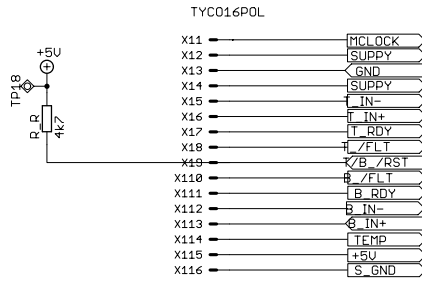 TYCO16POL
X11 MCLOCK
X12 SUPPY
X13 GND
X14 SUPPY
X15 T_IN-
X16 T_IN+
X17 T_RDY
X18 T_/FLT
X19 T/B_/RST
X110 B_/FLT
X111 B_RDY
X112 B_IN-
X113 B_IN+
X114 TEMP
X115 +5V
X116 S_GND
+5V
TP18
R_R
4k7